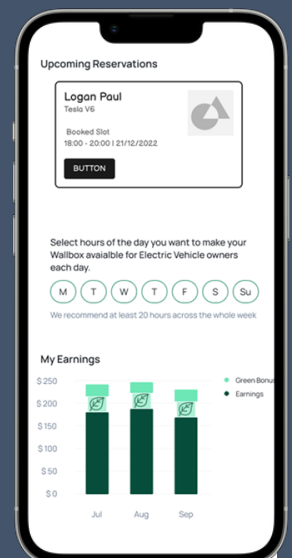 Upcoming Reservations
Logan Paul
Tesla V6
Booked Slot
18:00 - 20:00 | 21/12/2022
BUTTON
Select hours of the day you want to make your
Wallbox avaialble for Electric Vehicle owners
each day.
M T W T F S Su
We recommend at least 20 hours across the whole week
My Earnings
$ 250
Green Bonu
Earnings
$ 200
$ 150
$ 100
$ 50
$ 0
Jul Aug Sep